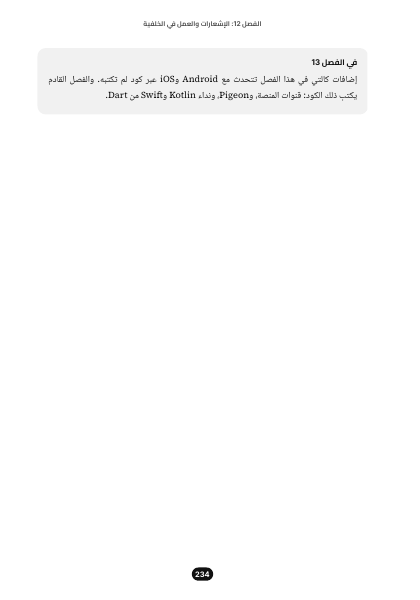 الفصل 12: الإشعارات والعمل في الخلفية
في الفصل 13
إضافات كالتي في هذا الفصل تتحدث مع Android وiOS عبر كود لم تكتبه. والفصل القادم
يكتب ذلك الكود: قنوات المنصة، وPigeon، ونداء Kotlin وSwift من Dart.
234